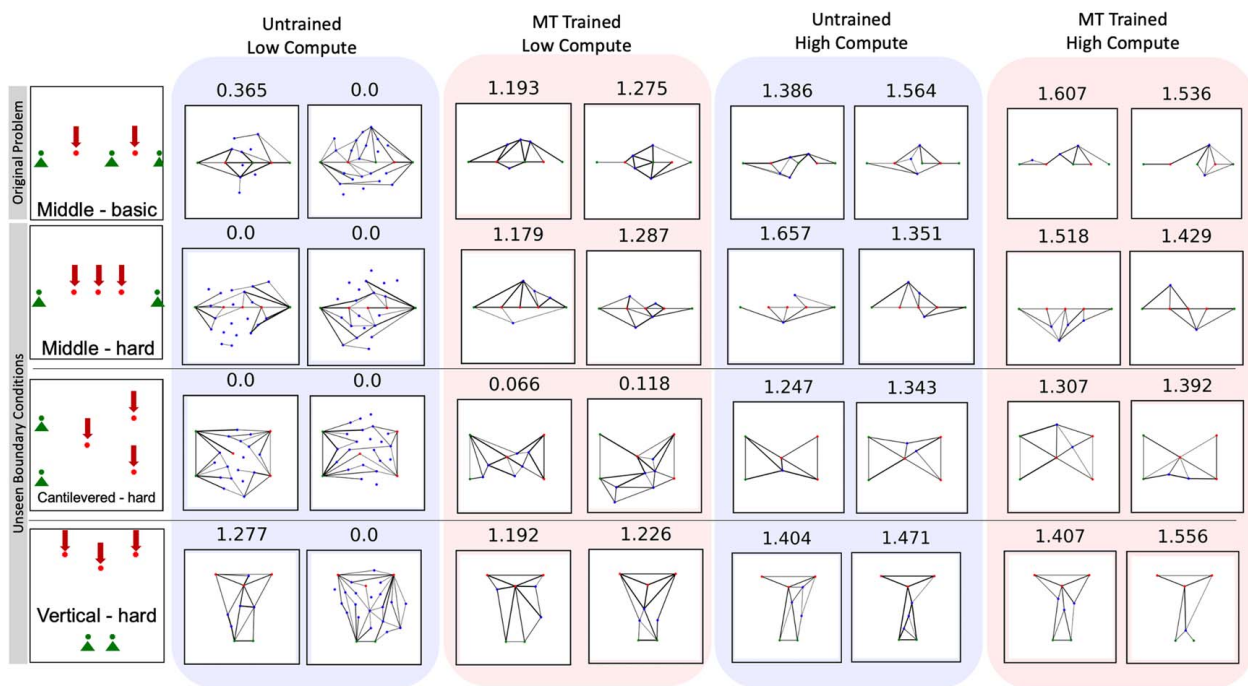 Untrained
Low Compute
MT Trained
Low Compute
Untrained
High Compute
MT Trained
High Compute
Original Problem
Middle - basic
0.365 0.0 1.193 1.275 1.386 1.564 1.607 1.536
Unseen Boundary Conditions
Middle - hard
0.0 0.0 1.179 1.287 1.657 1.351 1.518 1.429
Cantilevered - hard
0.0 0.0 0.066 0.118 1.247 1.343 1.307 1.392
Vertical - hard
1.277 0.0 1.192 1.226 1.404 1.471 1.407 1.556